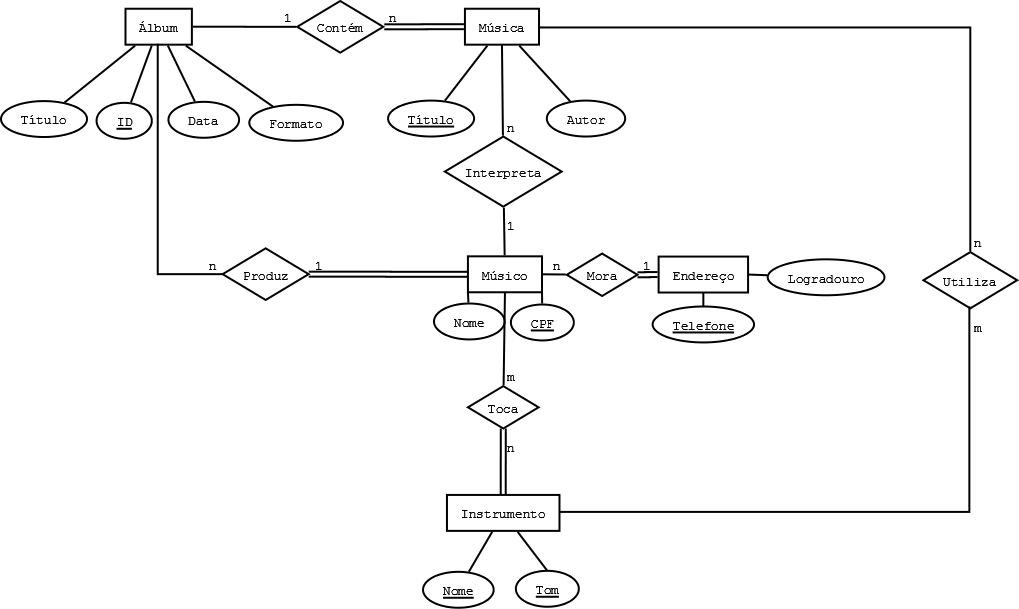 Álbum
1
Contém
n
Música
Título
ID
Data
Formato
Título
Autor
n
Interpreta
1
n
Produz
1
Músico
n
Mora
1
Endereço
Logradouro
n
Utiliza
m
Nome
CPF
Telefone
m
Toca
n
Instrumento
Nome
Tom